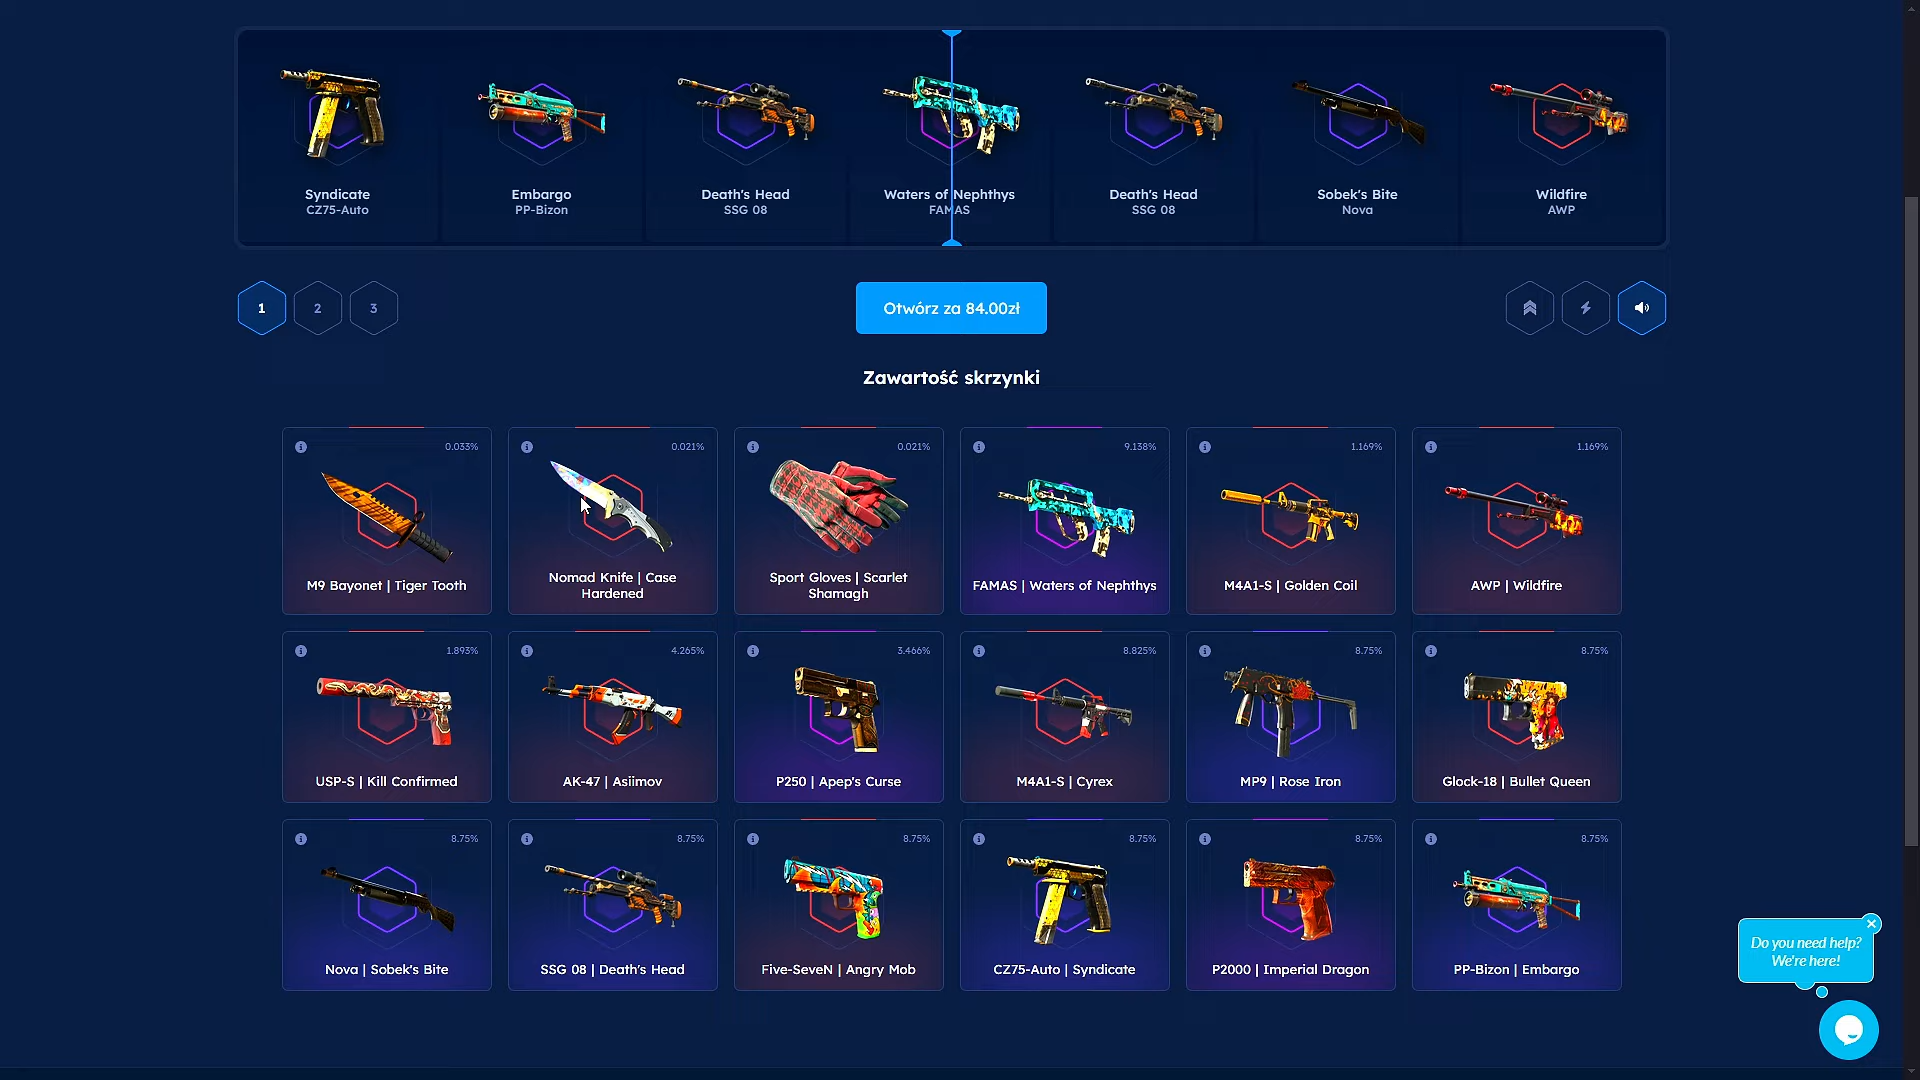 Syndicate
CZ75-Auto
Embargo
PP-Bizon
Death's Head
SSG 08
Waters of Nephthys
FAMAS
Death's Head
SSG 08
Sobek's Bite
Nova
Wildfire
AWP
1
2
3
Otwórz za 84.00zł
Zawartość skrzynki
0.033%
M9 Bayonet | Tiger Tooth
0.021%
Nomad Knife | Case
Hardened
0.021%
Sport Gloves | Scarlet
Shamagh
9.138%
FAMAS | Waters of Nephthys
1.169%
M4A1-S | Golden Coil
1.169%
AWP | Wildfire
1.893%
USP-S | Kill Confirmed
4.265%
AK-47 | Asiimov
3.466%
P250 | Apep's Curse
8.825%
M4A1-S | Cyrex
8.75%
MP9 | Rose Iron
8.75%
Glock-18 | Bullet Queen
8.75%
Nova | Sobek's Bite
8.75%
SSG 08 | Death's Head
8.75%
Five-SeveN | Angry Mob
8.75%
CZ75-Auto | Syndicate
8.75%
P2000 | Imperial Dragon
8.75%
PP-Bizon | Embargo
Do you need help?
We're here!